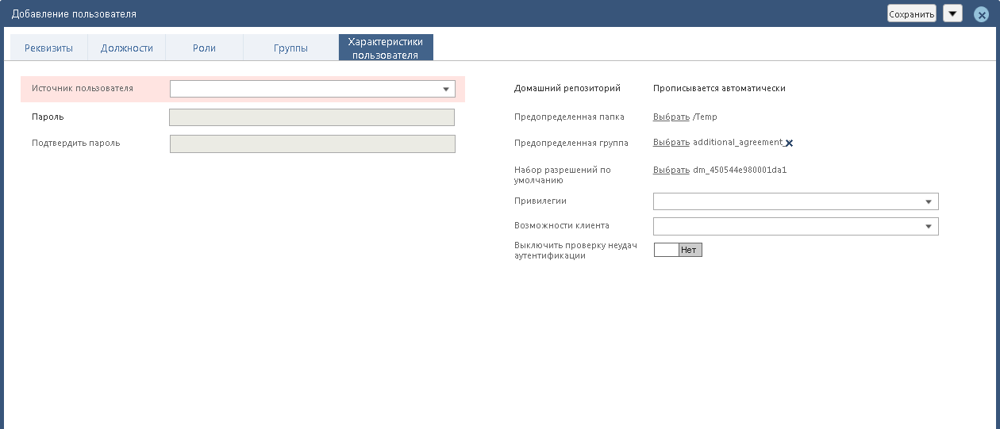 Добавление пользователя
Сохранить
Реквизиты
Должности
Роли
Группы
Характеристики
пользователя
Источник пользователя
Пароль
Подтвердить пароль
Домашний репозиторий
Прописывается автоматически
Предопределенная папка
Выбрать /Temp
Предопределенная группа
Выбрать additional_agreement_
Набор разрешений по
умолчанию
Выбрать dm_450544e980001da1
Привилегии
Возможности клиента
Выключить проверку неудач
аутентификации
Нет